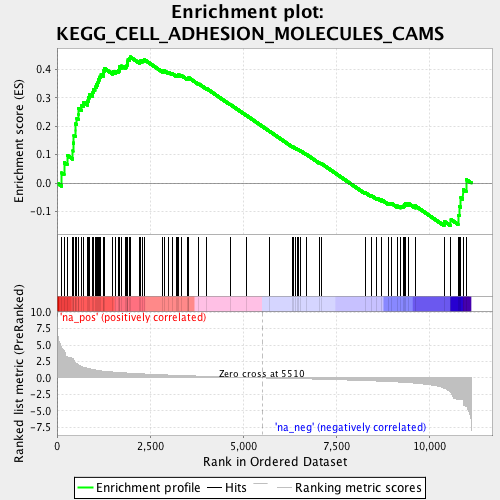 Enrichment plot:
KEGG_CELL_ADHESION_MOLECULES_CAMS
Enrichment score (ES)
0.4
0.3
0.2
0.1
0.0
-0.1
Ranked list metric (PreRanked)
10.0
7.5
5.0
2.5
0.0
-2.5
-5.0
-7.5
'na_pos' (positively correlated)
Zero cross at 5510
'na_neg' (negatively correlated)
0
2,500
5,000
7,500
10,000
Rank in Ordered Dataset
Enrichment profile
Hits
Ranking metric scores